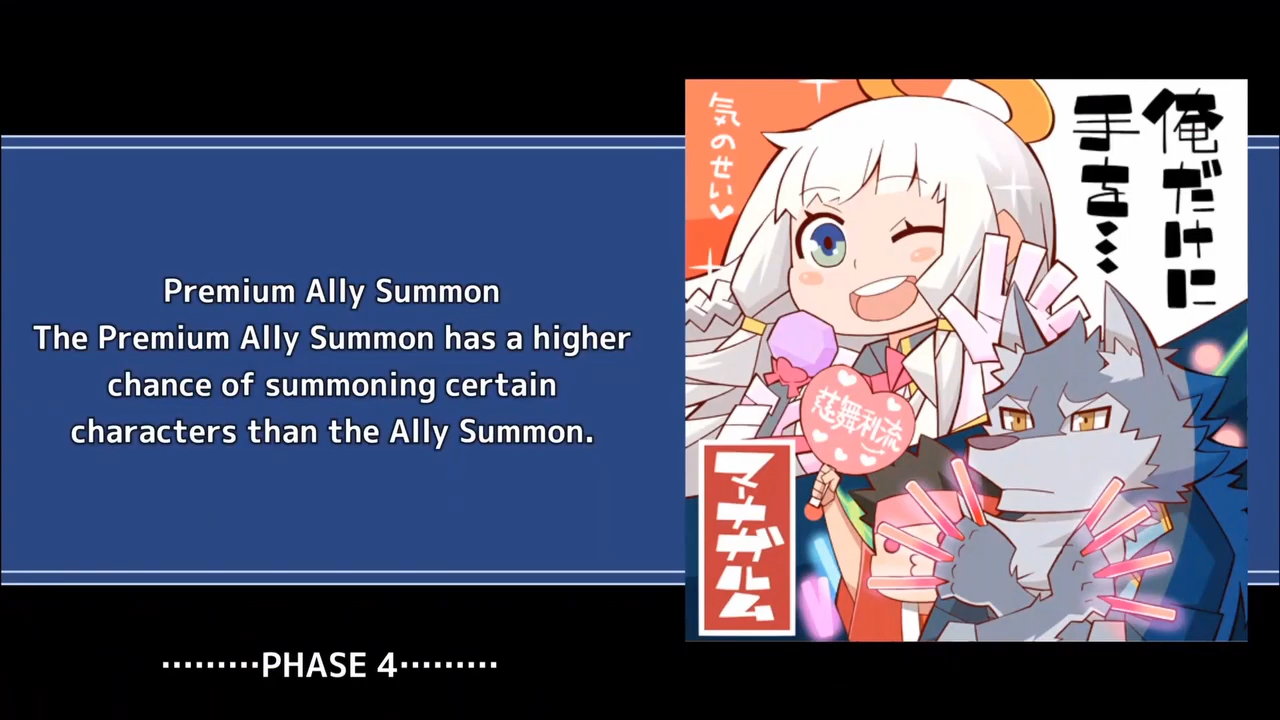 Premium Ally Summon
The Premium Ally Summon has a higher
chance of summoning certain
characters than the Ally Summon.
·········PHASE 4·········
俺だけに
手を…
気のせい♥
マーナガルム